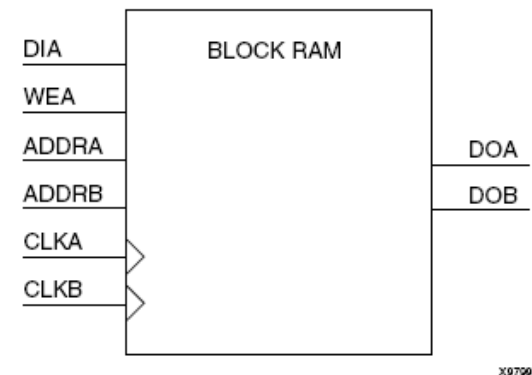 BLOCK RAM
DIA
WEA
ADDRA
ADDRB
CLKA
CLKB
DOA
DOB
X9799